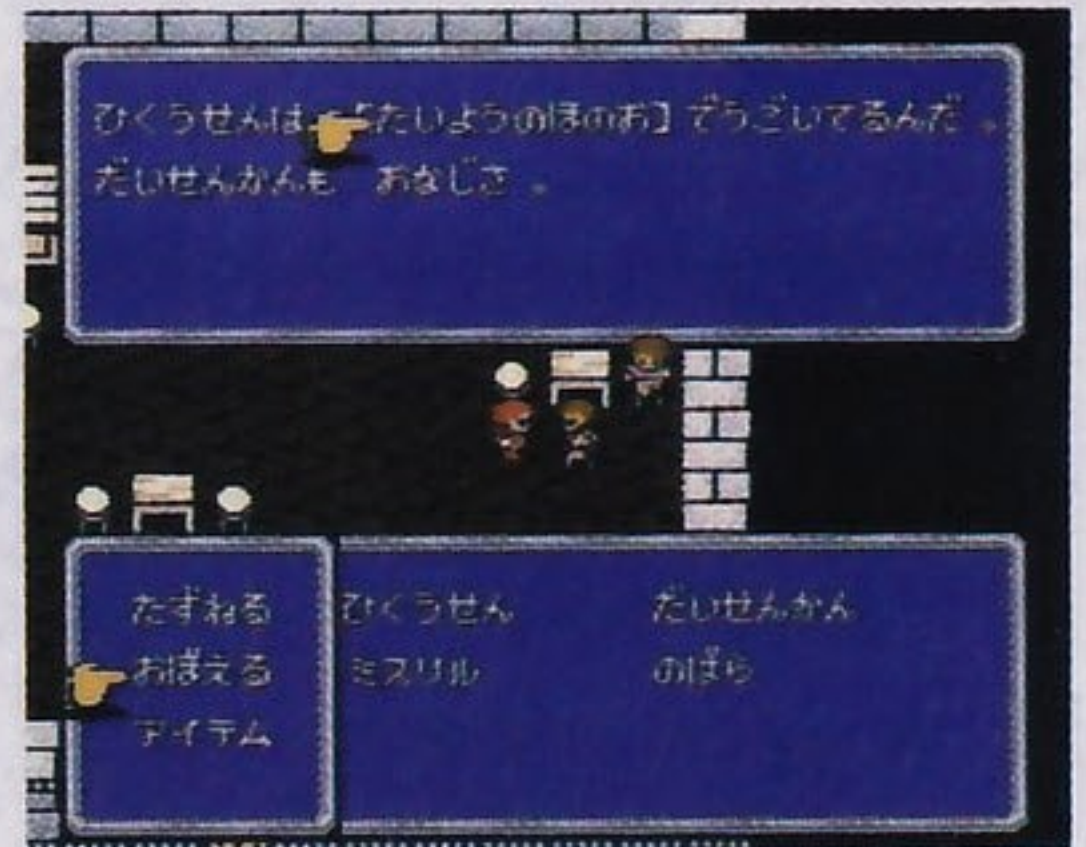 ひくうせんは 【たいようのほのお】 でうごいてるんだ 。
だいせんかんも おなじさ 。
たずねる
おぼえる
アイテム
ひくうせん だいせんかん
ミスリル のばら